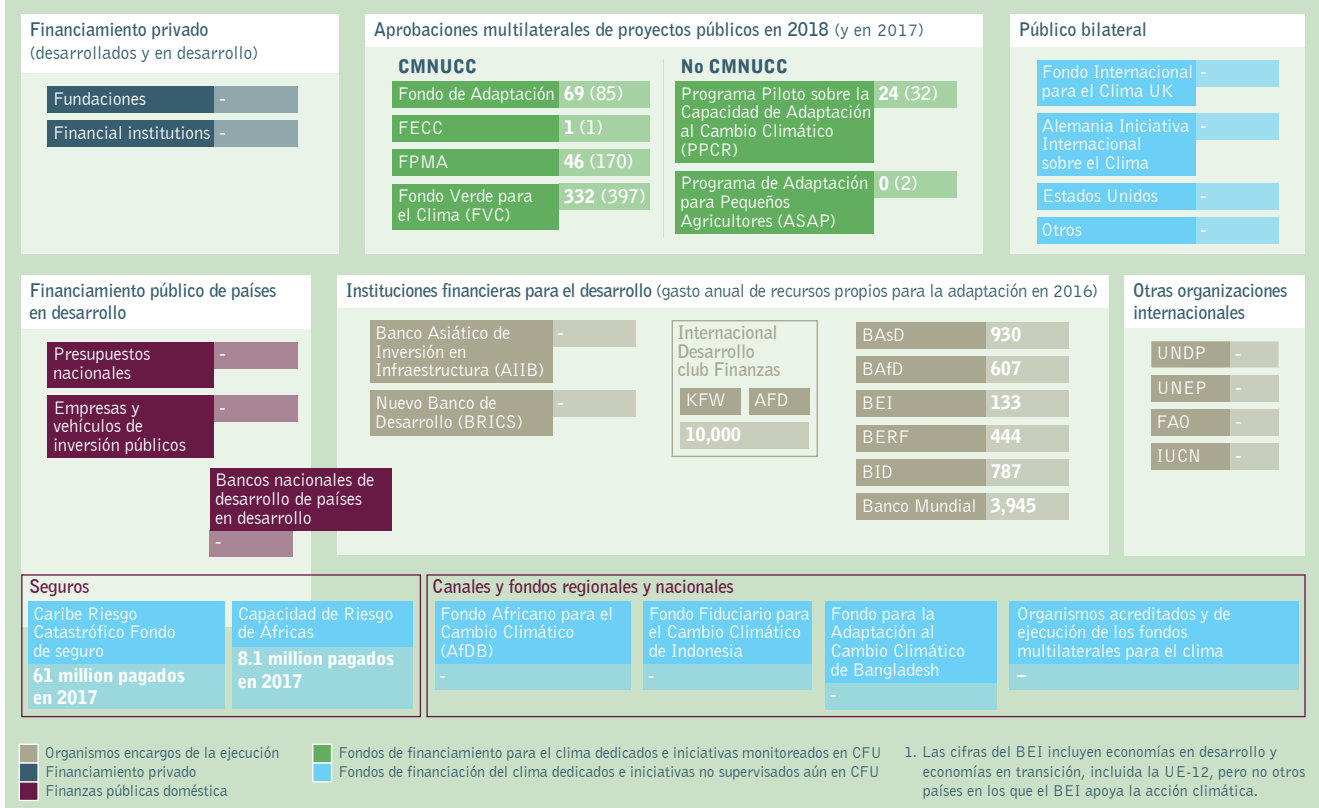 Financiamiento privado
(desarrollados y en desarrollo)
Fundaciones -
Financial institutions -
Aprobaciones multilaterales de proyectos públicos en 2018 (y en 2017)
CMNUCC
Fondo de Adaptación 69 (85)
FECC 1 (1)
FPMA 46 (170)
Fondo Verde para 332 (397)
el Clima (FVC)
No CMNUCC
Programa Piloto sobre la 24 (32)
Capacidad de Adaptación
al Cambio Climático
(PPCR)
Programa de Adaptación 0 (2)
para Pequeños
Agricultores (ASAP)
Público bilateral
Fondo Internacional -
para el Clima UK
Alemania Iniciativa -
Internacional
sobre el Clima
Estados Unidos -
Otros -
Financiamiento público de países
en desarrollo
Presupuestos -
nacionales
Empresas y -
vehículos de
inversión públicos
Bancos nacionales de
desarrollo de países
en desarrollo
-
Instituciones financieras para el desarrollo (gasto anual de recursos propios para la adaptación en 2016)
Banco Asiático de -
Inversión en
Infraestructura (AIIB)
Nuevo Banco de -
Desarrollo (BRICS)
Internacional
Desarrollo
club Finanzas
KFW AFD
10,000
BAsD 930
BAfD 607
BEI 133
BERF 444
BID 787
Banco Mundial 3,945
Otras organizaciones
internacionales
UNDP -
UNEP -
FAO -
IUCN -
Seguros
Caribe Riesgo
Catastrófico Fondo
de seguro
61 million pagados
en 2017
Capacidad de Riesgo
de Áfricas
8.1 million pagados
en 2017
Canales y fondos regionales y nacionales
Fondo Africano para el
Cambio Climático
(AfDB)
-
Fondo Fiduciario para
el Cambio Climático
de Indonesia
-
Fondo para la
Adaptación al
Cambio Climático
de Bangladesh
-
Organismos acreditados y de
ejecución de los fondos
multilaterales para el clima
–
Organismos encargos de la ejecución
Financiamiento privado
Finanzas públicas doméstica
Fondos de financiamiento para el clima dedicados e iniciativas monitoreados en CFU
Fondos de financiación del clima dedicados e iniciativas no supervisados aún en CFU
1. Las cifras del BEI incluyen economías en desarrollo y
economías en transición, incluida la UE-12, pero no otros
países en los que el BEI apoya la acción climática.